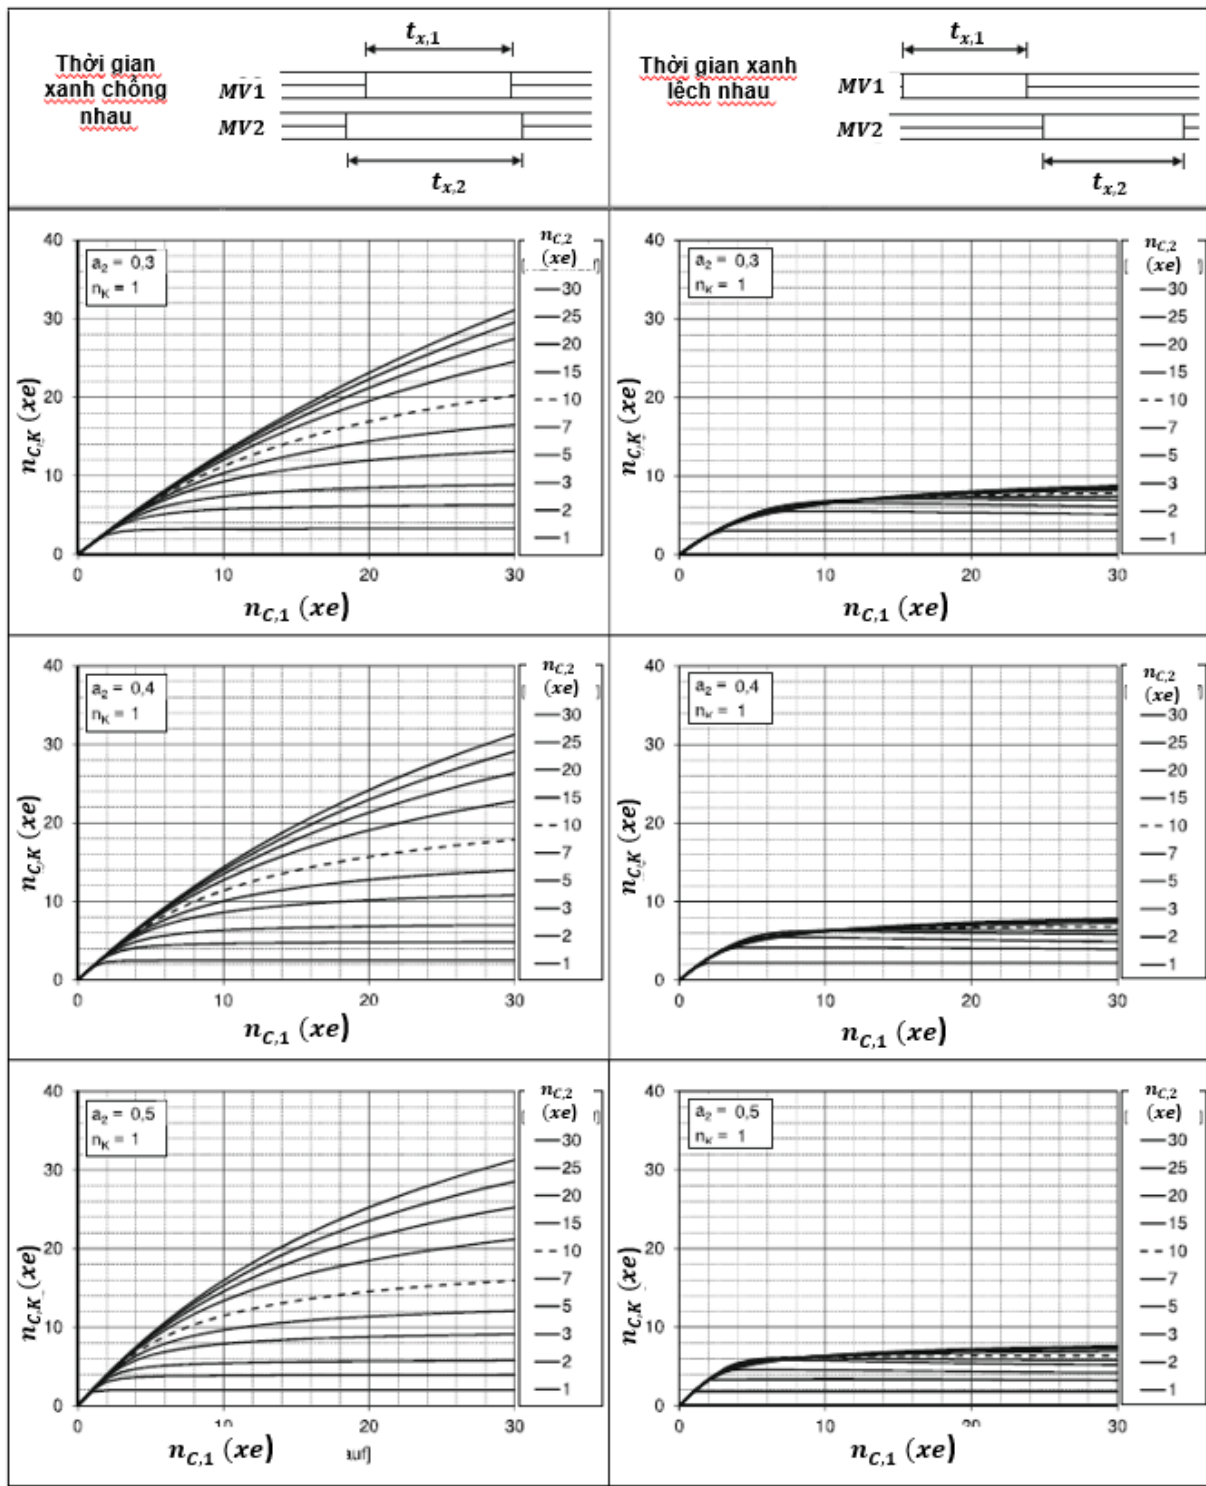 Thời gian
xanh chồng
nhau
t_{x,1}
MV1
MV2
t_{x,2}
Thời gian xanh
lệch nhau
t_{x,1}
MV1
MV2
t_{x,2}
a₂ = 0,3
n_K = 1
40
30
20
10
0
0 10 20 30
n_{C,K} (xe)
n_{C,1} (xe)
n_{C,2}
(xe)
30
25
20
15
10
7
5
3
2
1
a₂ = 0,3
n_K = 1
40
30
20
10
0
0 10 20 30
n_{C,K} (xe)
n_{C,1} (xe)
n_{C,2}
(xe)
30
25
20
15
10
7
5
3
2
1
a₂ = 0,4
n_K = 1
40
30
20
10
0
0 10 20 30
n_{C,K} (xe)
n_{C,1} (xe)
n_{C,2}
(xe)
30
25
20
15
10
7
5
3
2
1
a₂ = 0,4
n_K = 1
40
30
20
10
0
0 10 20 30
n_{C,K} (xe)
n_{C,1} (xe)
n_{C,2}
(xe)
30
25
20
15
10
7
5
3
2
1
a₂ = 0,5
n_K = 1
40
30
20
10
0
0 10 20 30
n_{C,K} (xe)
n_{C,1} (xe)
n_{C,2}
(xe)
30
25
20
15
10
7
5
3
2
1
a₂ = 0,5
n_K = 1
40
30
20
10
0
0 10 20 30
n_{C,K} (xe)
n_{C,1} (xe)
n_{C,2}
(xe)
30
25
20
15
10
7
5
3
2
1